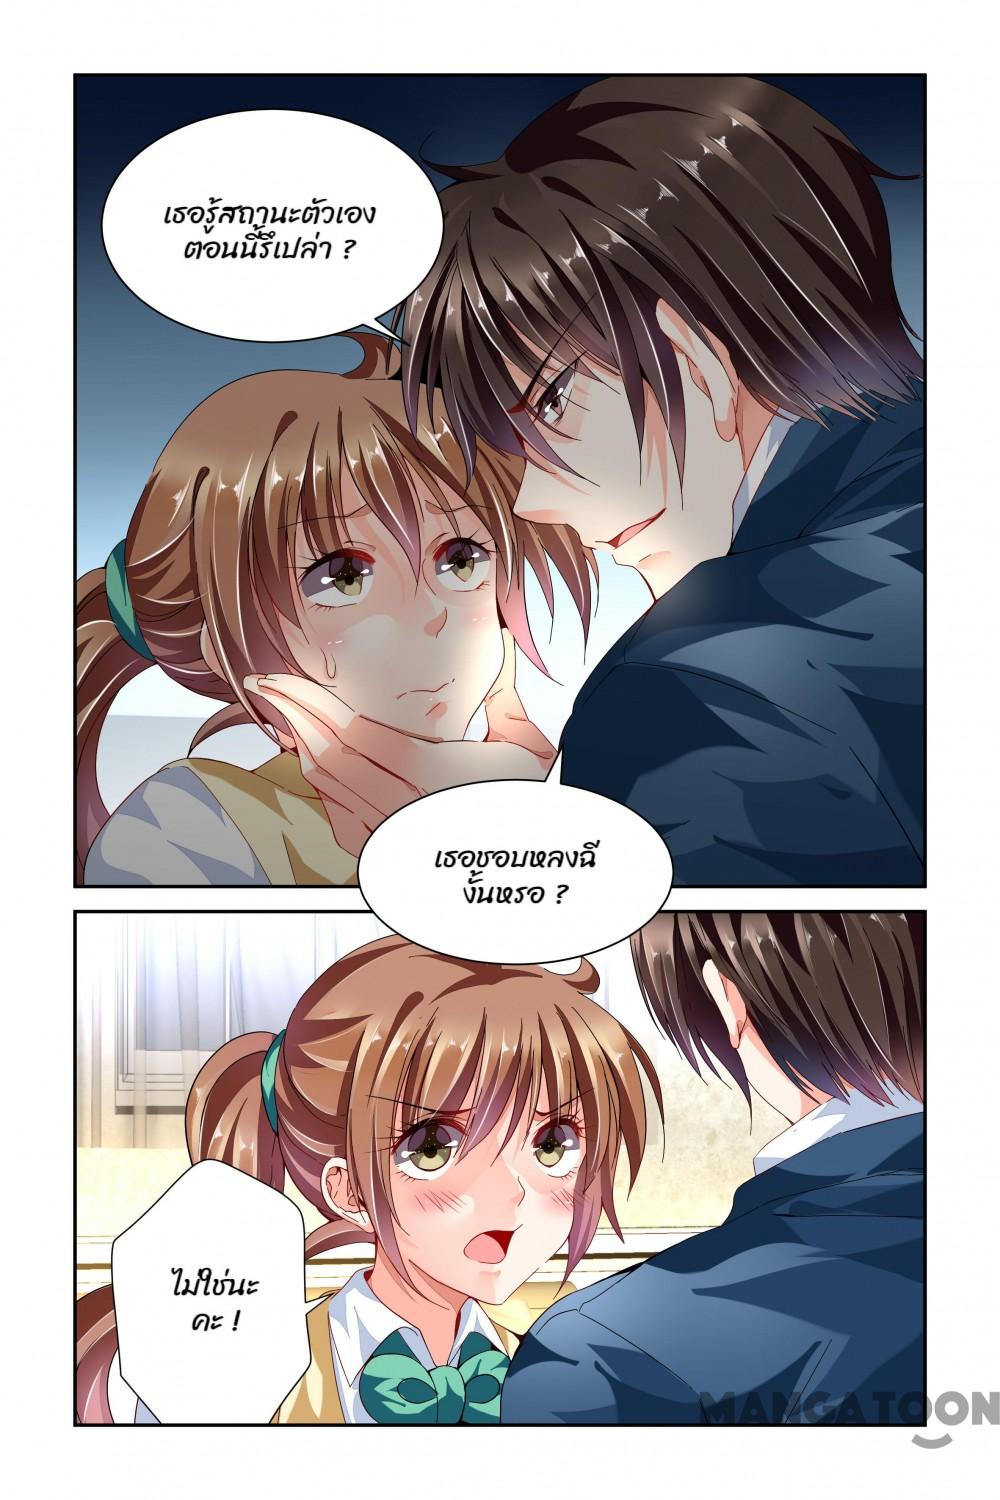 เธอรู้สถานะตัวเอง
ตอนนี้รึเปล่า ?
เธอชอบหลงฉี
งั้นหรอ ?
ไม่ใช่นะ
คะ !
MANGATOON